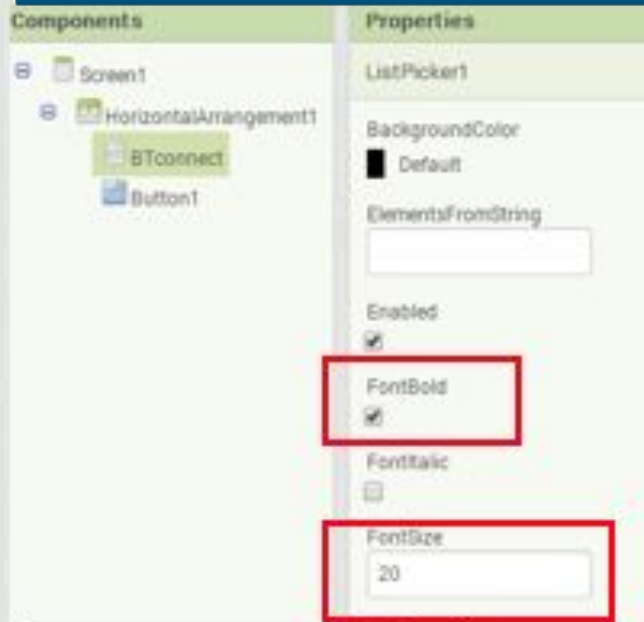 Components
Screen1
HorizontalArrangement1
BTconnect
Button1
Properties
ListPicker1
BackgroundColor
Default
ElementsFromString
Enabled
FontBold
FontItalic
FontSize
20